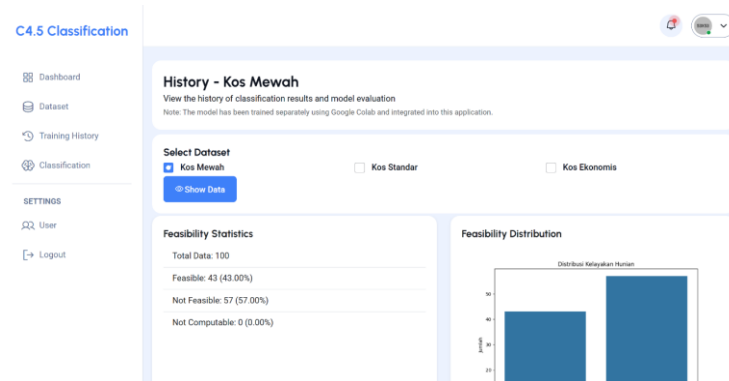 C4.5 Classification
Dashboard
Dataset
Training History
Classification
SETTINGS
User
Logout
History - Kos Mewah
View the history of classification results and model evaluation
Note: The model has been trained separately using Google Colab and integrated into this application.
Select Dataset
Kos Mewah
Kos Standar
Kos Ekonomis
Show Data
Feasibility Statistics
Total Data: 100
Feasible: 43 (43.00%)
Not Feasible: 57 (57.00%)
Not Computable: 0 (0.00%)
Feasibility Distribution
Distribusi Kelayakan Hunian
50
40
30
20
Jumlah